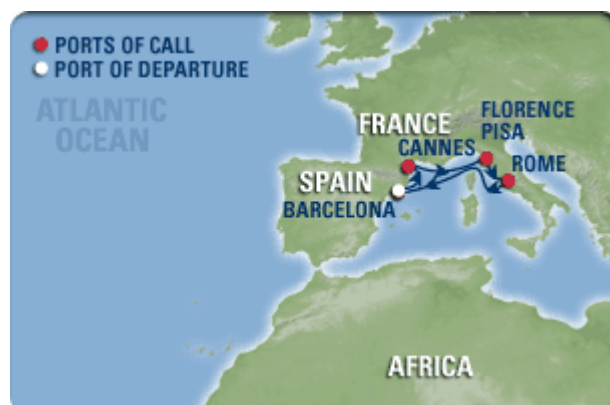 PORTS OF CALL
PORT OF DEPARTURE
ATLANTIC
OCEAN
FRANCE
FLORENCE
PISA
CANNES
ROME
SPAIN
BARCELONA
AFRICA